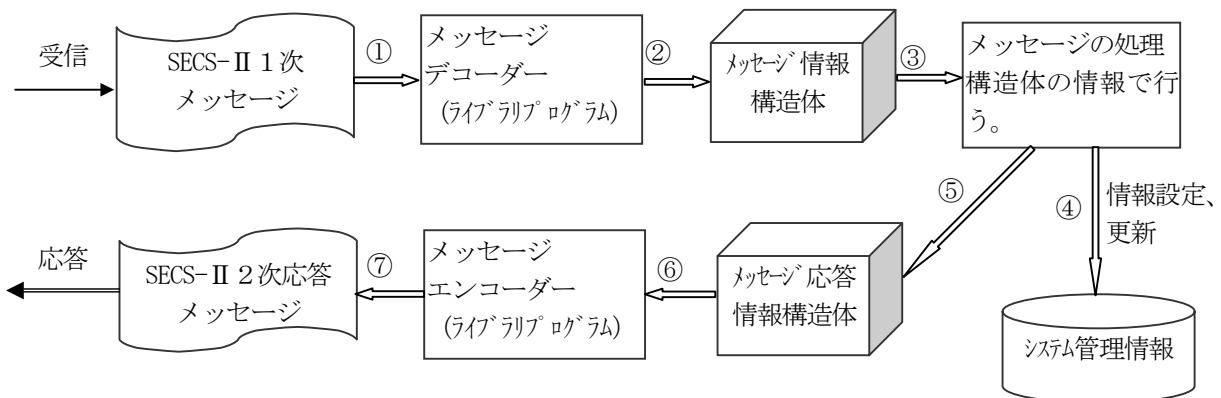 受信
SECS-Ⅱ１次
メッセージ
①
メッセージ
デコーダー
(ﾗｲﾌﾞﾗﾘﾌﾟﾛｸﾞﾗﾑ)
②
ﾒｯｾｰｼﾞ情報
構造体
③
メッセージの処理
構造体の情報で行
う。
応答
SECS-Ⅱ２次応答
メッセージ
⑦
メッセージ
エンコーダー
(ﾗｲﾌﾞﾗﾘﾌﾟﾛｸﾞﾗﾑ)
⑥
ﾒｯｾｰｼﾞ応答
情報構造体
⑤
④
情報設定、
更新
ｼｽﾃﾑ管理情報